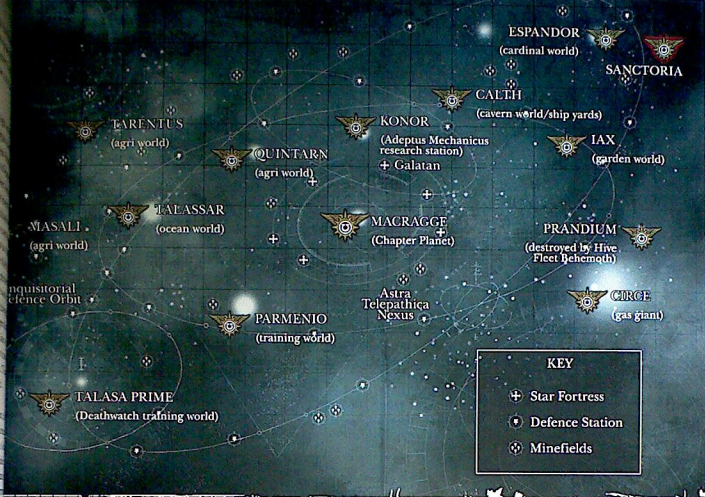 ESPANDOR
(cardinal world)
SANCTORIA
CALTH
(cavern world/ship yards)
TARENTUS
(agri world)
KONOR
(Adeptus Mechanicus
research station)
Galatan
IAX
(garden world)
QUINTARN
(agri world)
TALASSAR
(ocean world)
MASALI
(agri world)
MACRAGGE
(Chapter Planet)
PRANDIUM
(destroyed by Hive
Fleet Behemoth)
Defence Orbit
Astra
Telepathica
Nexus
CIRCE
(gas giant)
PARMENIO
(training world)
TALASA PRIME
(Deathwatch training world)
KEY
Star Fortress
Defence Station
Minefields